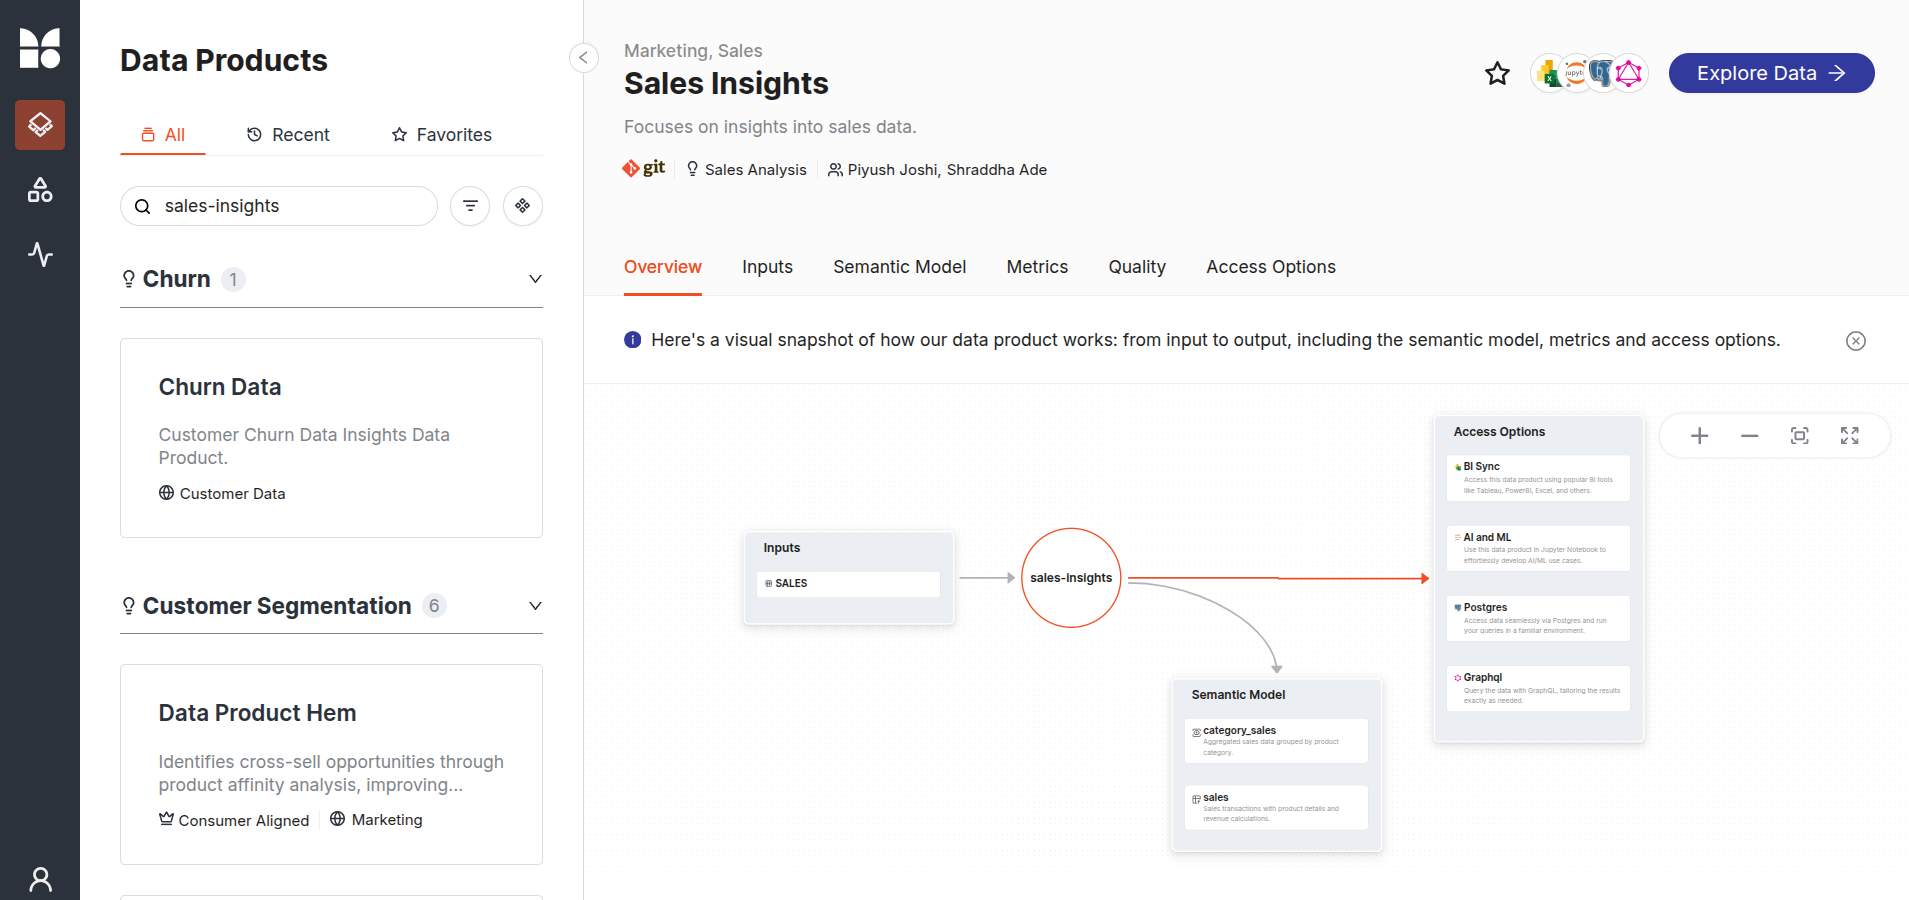 Data Products
All
Recent
Favorites
sales-insights
Churn 1
Churn Data
Customer Churn Data Insights Data
Product.
Customer Data
Customer Segmentation 6
Data Product Hem
Identifies cross-sell opportunities through
product affinity analysis, improving...
Consumer Aligned
Marketing
Marketing, Sales
Sales Insights
Focuses on insights into sales data.
git
Sales Analysis
Piyush Joshi, Shraddha Ade
Explore Data
Overview
Inputs
Semantic Model
Metrics
Quality
Access Options
Here's a visual snapshot of how our data product works: from input to output, including the semantic model, metrics and access options.
Inputs
SALES
sales-insights
Semantic Model
category_sales
Aggregated sales data grouped by product
category.
sales
Sales transactions with product details and
revenue calculations.
Access Options
BI Sync
Access this data product using popular BI tools
like Tableau, PowerBI, Excel, and others.
AI and ML
Use this data product in Jupyter Notebook to
effortlessly develop AI/ML use cases.
Postgres
Access data seamlessly via Postgres and run
your queries in a familiar environment.
Graphql
Query the data with GraphQL, tailoring the results
exactly as needed.